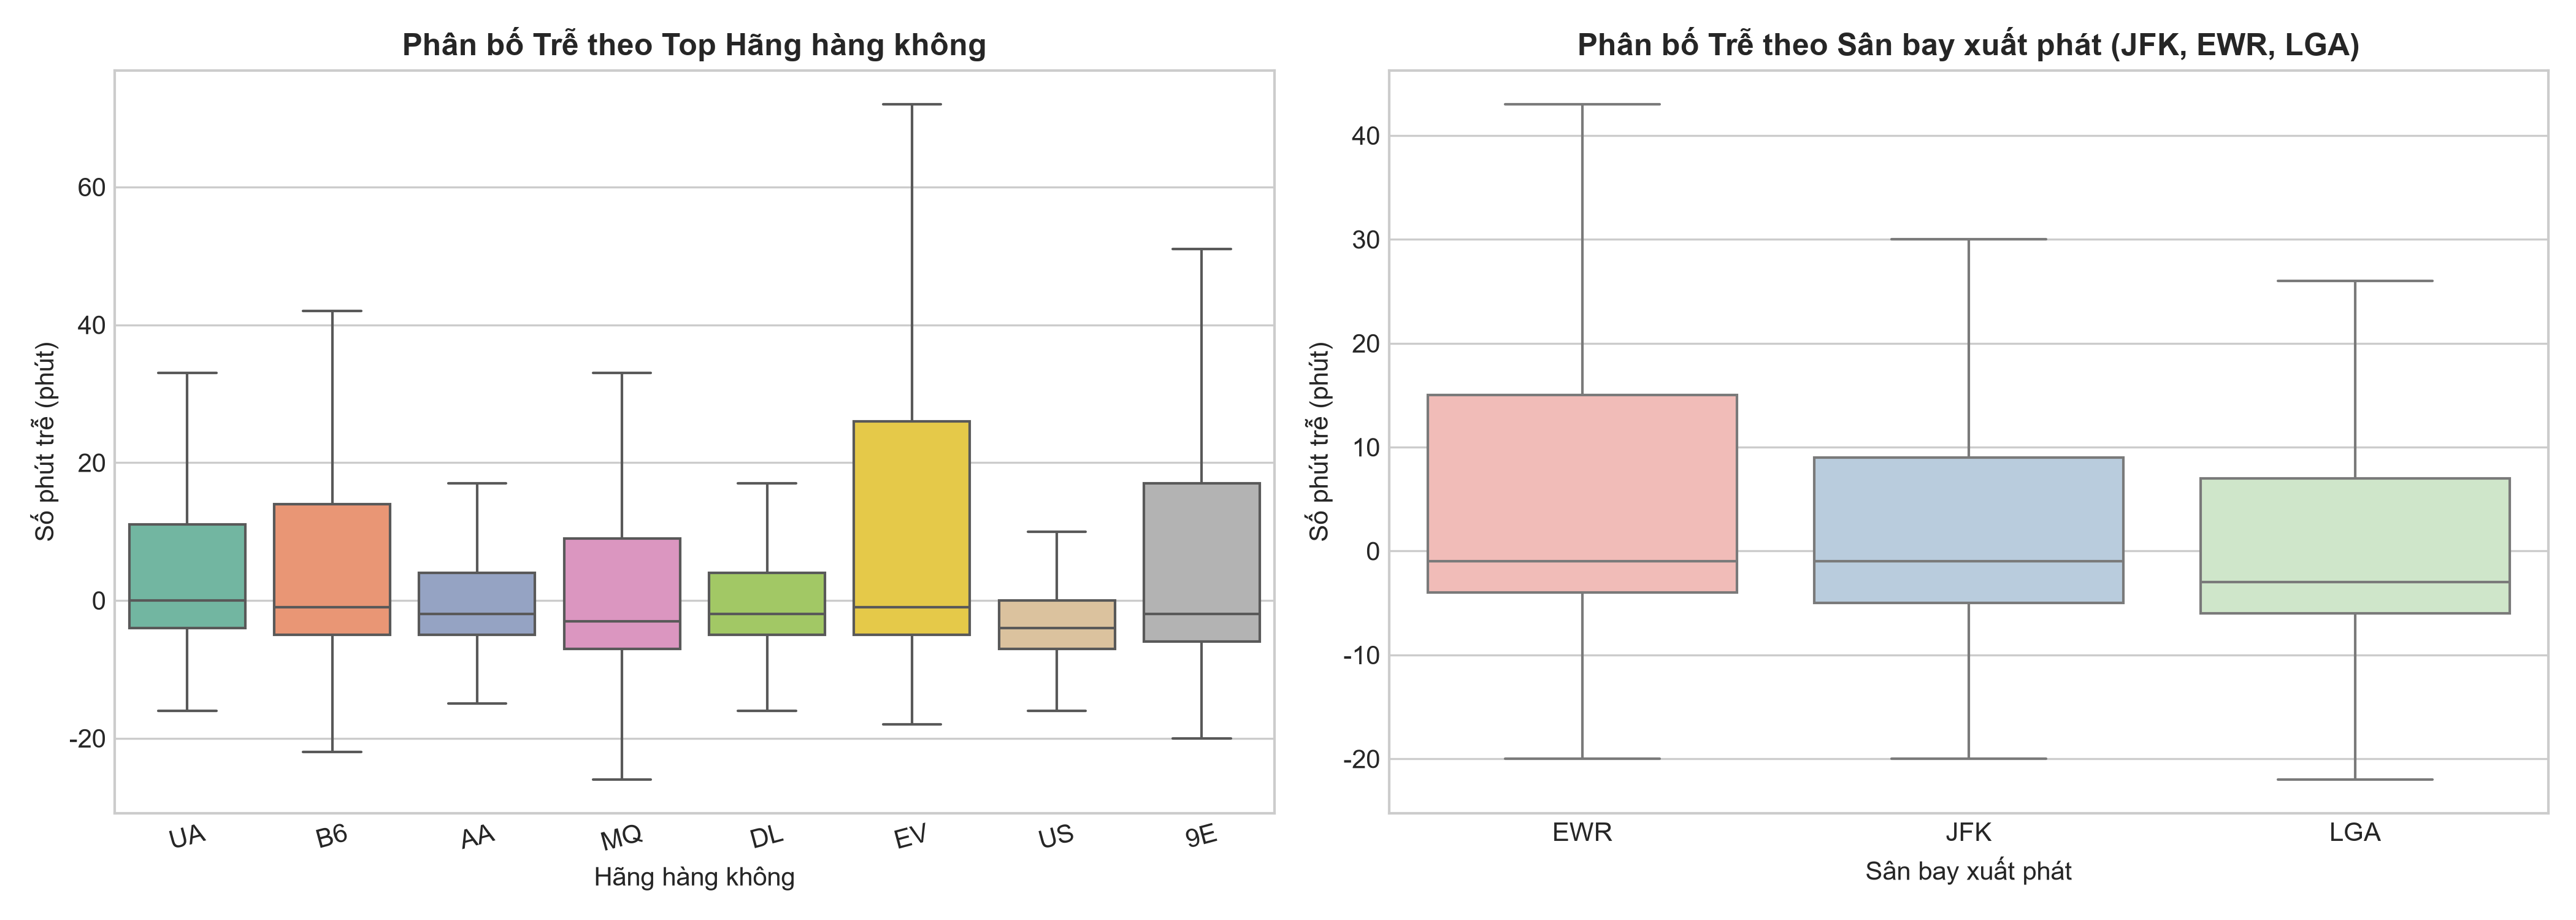 Phân bố Trễ theo Top Hãng hàng không
Số phút trễ (phút)
60
40
20
0
-20
UA B6 AA MQ DL EV US 9E
Hãng hàng không
Phân bố Trễ theo Sân bay xuất phát (JFK, EWR, LGA)
Số phút trễ (phút)
40
30
20
10
0
-10
-20
EWR JFK LGA
Sân bay xuất phát